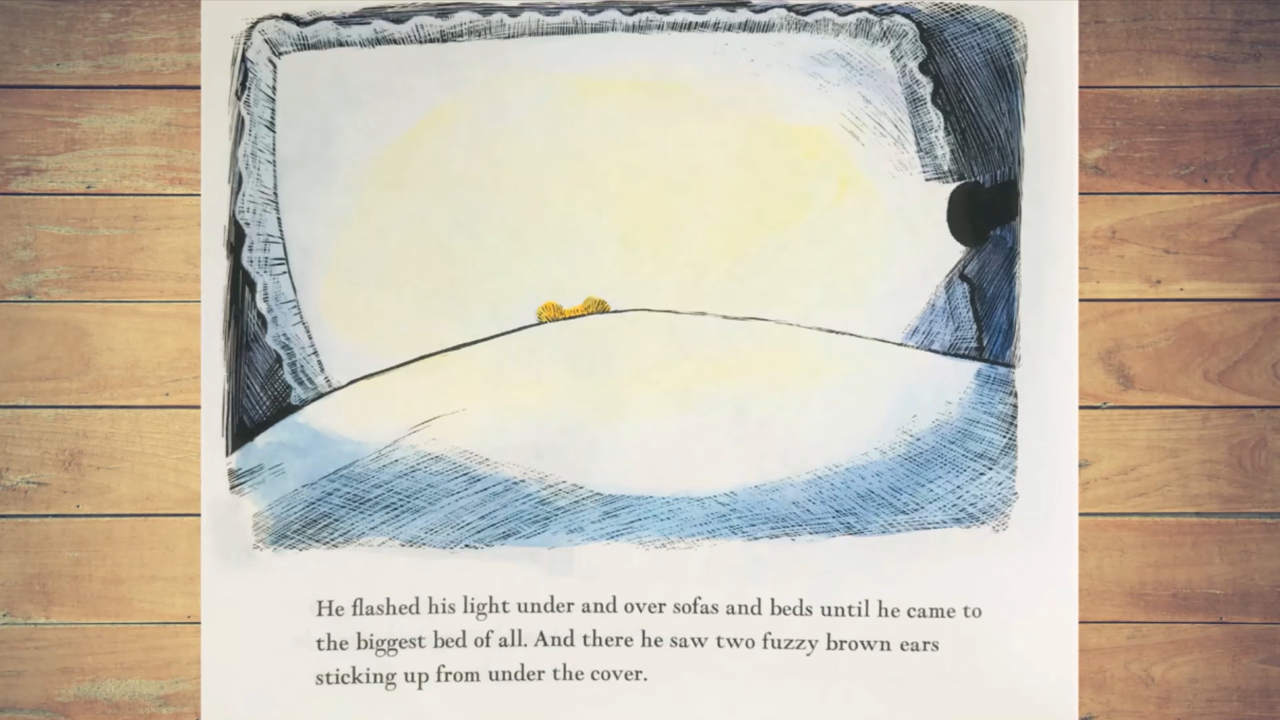 He flashed his light under and over sofas and beds until he came to
the biggest bed of all. And there he saw two fuzzy brown ears
sticking up from under the cover.